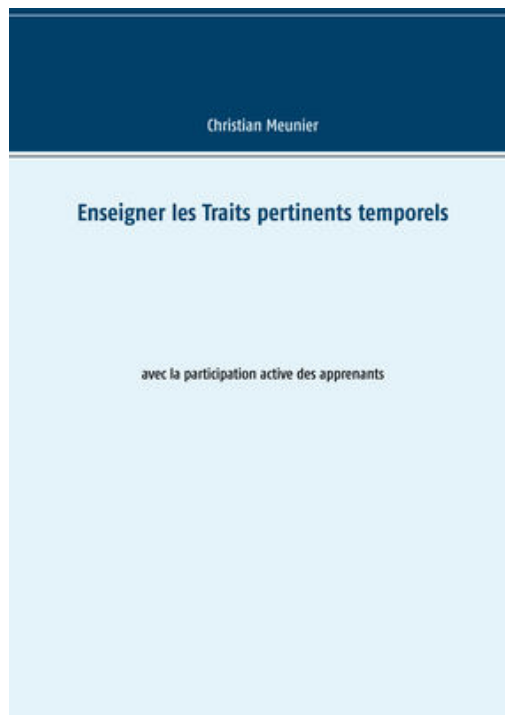 Christian Meunier
Enseigner les Traits pertinents temporels
avec la participation active des apprenants